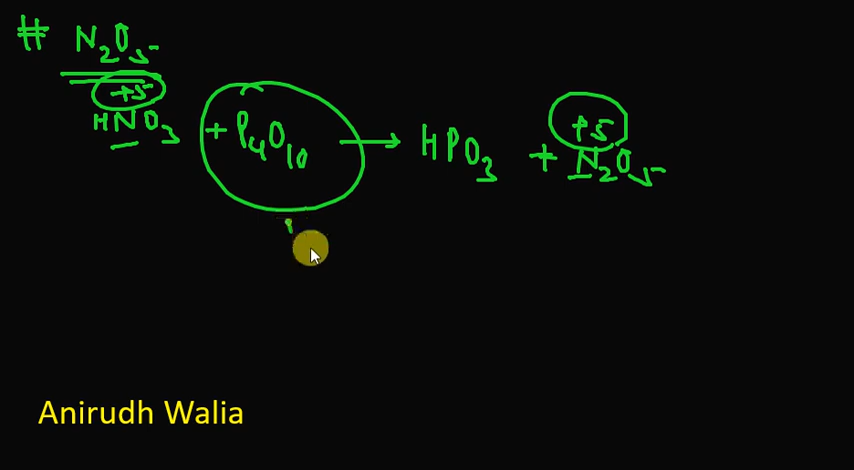 # N₂O₅
+5
HNO₃ + P₄O₁₀ → HPO₃ + N₂O₅
+5
Anirudh Walia